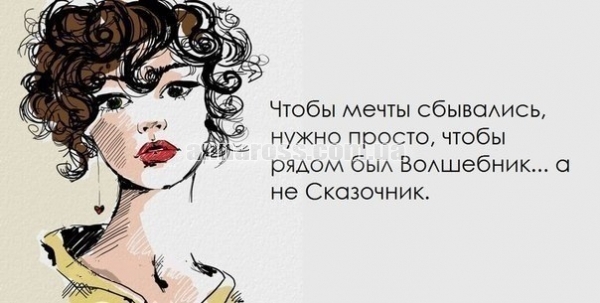 Чтобы мечты сбывались,
нужно просто, чтобы
рядом был Волшебник... а
не Сказочник.